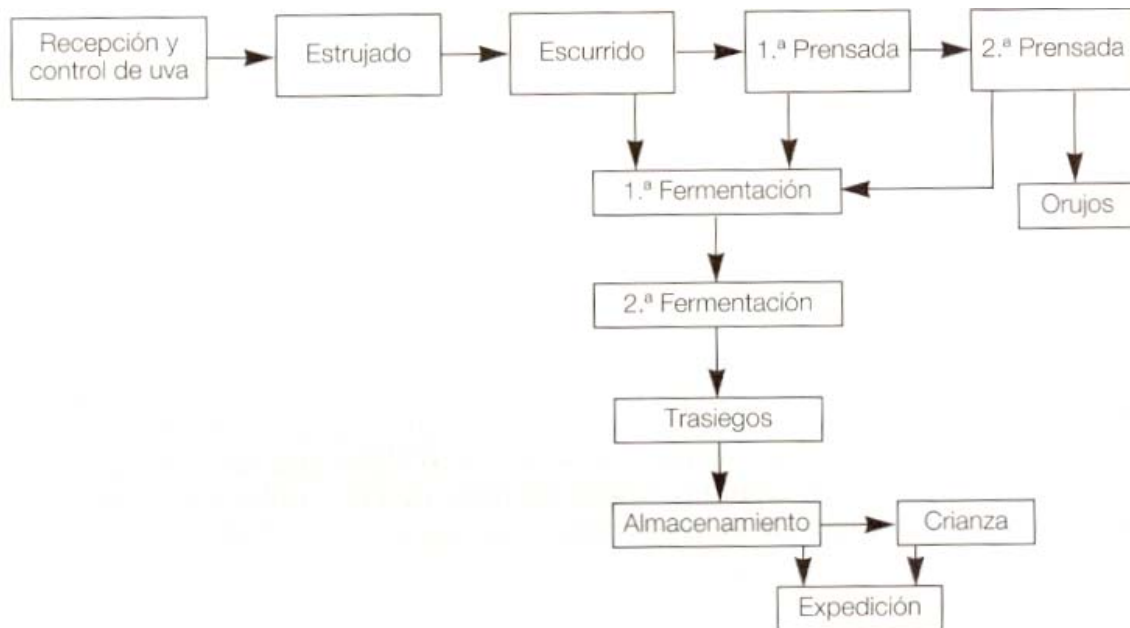 Recepción y
control de uva
Estrujado
Escurrido
1.ª Prensada
2.ª Prensada
1.ª Fermentación
Orujos
2.ª Fermentación
Trasiegos
Almacenamiento
Crianza
Expedición